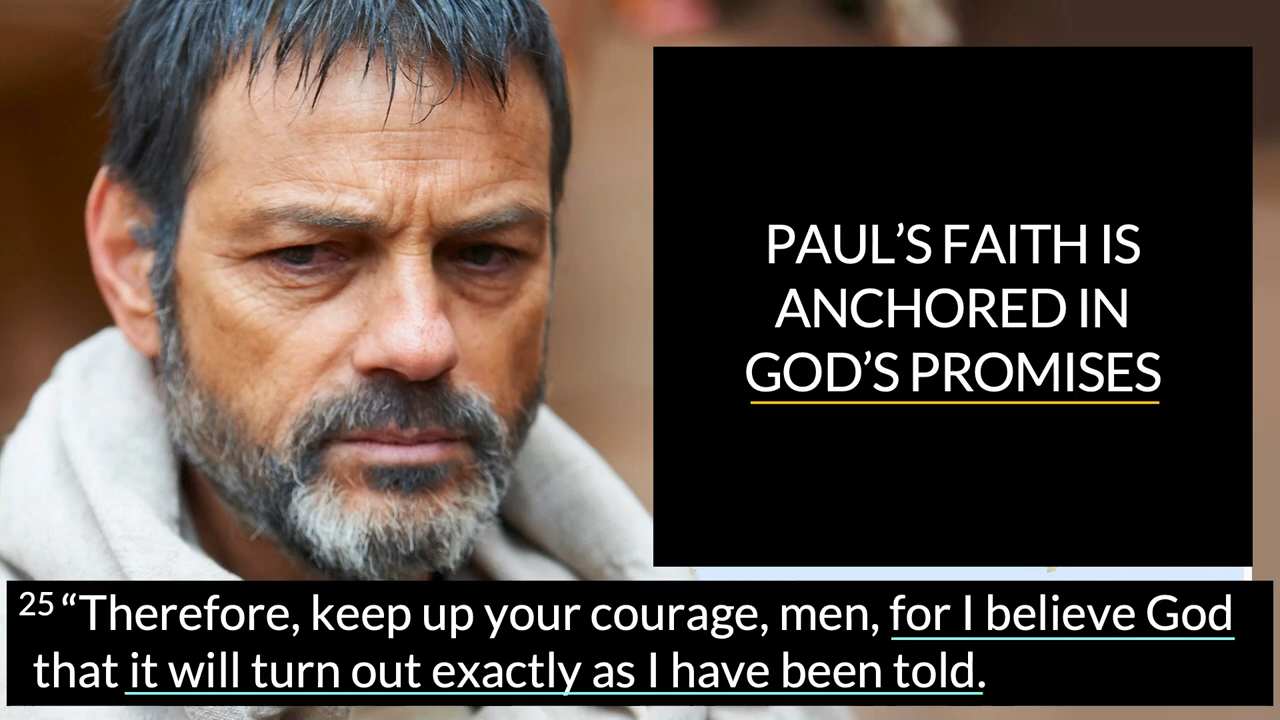 PAUL’S FAITH IS
ANCHORED IN
GOD’S PROMISES
25 “Therefore, keep up your courage, men, for I believe God
that it will turn out exactly as I have been told.